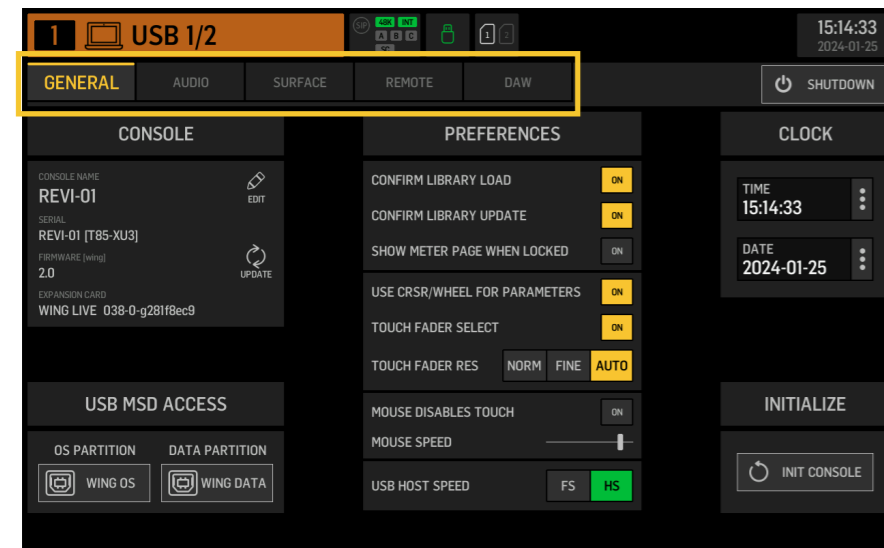 1 USB 1/2
SIP 48K INT
A B C
SC
1 2
15:14:33
2024-01-25
GENERAL AUDIO SURFACE REMOTE DAW
SHUTDOWN
CONSOLE
CONSOLE NAME
REVI-01
EDIT
SERIAL
REVI-01 [T85-XU3]
FIRMWARE [wing]
2.0
UPDATE
EXPANSION CARD
WING LIVE 038-0-g281f8ec9
USB MSD ACCESS
OS PARTITION DATA PARTITION
WING OS WING DATA
PREFERENCES
CONFIRM LIBRARY LOAD ON
CONFIRM LIBRARY UPDATE ON
SHOW METER PAGE WHEN LOCKED ON
USE CRSR/WHEEL FOR PARAMETERS ON
TOUCH FADER SELECT ON
TOUCH FADER RES NORM FINE AUTO
MOUSE DISABLES TOUCH ON
MOUSE SPEED
USB HOST SPEED FS HS
CLOCK
TIME
15:14:33
DATE
2024-01-25
INITIALIZE
INIT CONSOLE